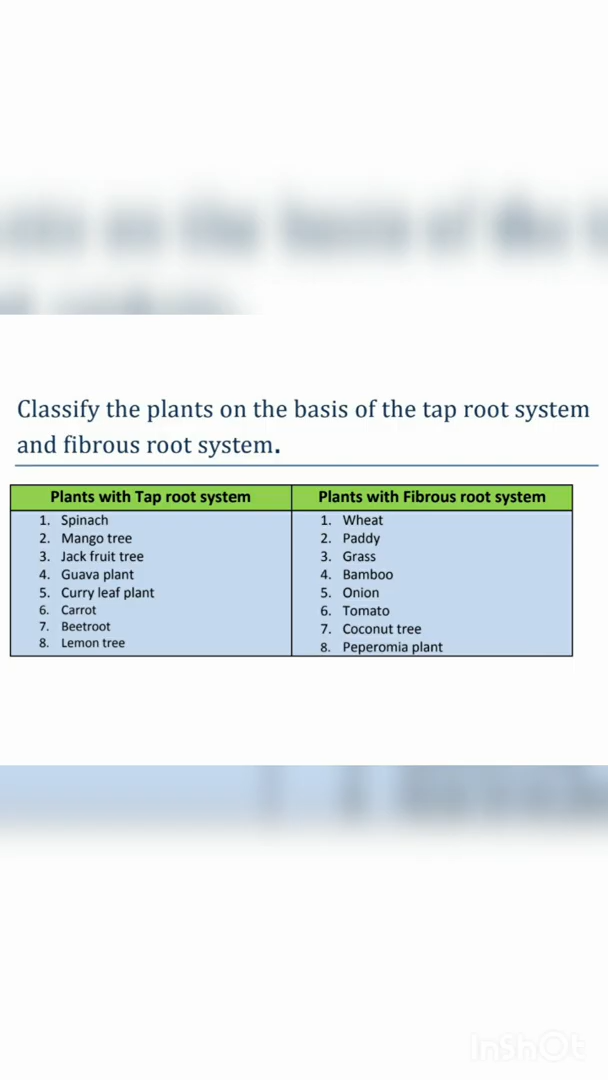 Classify the plants on the basis of the tap root system
and fibrous root system.
Plants with Tap root system
1. Spinach
2. Mango tree
3. Jack fruit tree
4. Guava plant
5. Curry leaf plant
6. Carrot
7. Beetroot
8. Lemon tree
Plants with Fibrous root system
1. Wheat
2. Paddy
3. Grass
4. Bamboo
5. Onion
6. Tomato
7. Coconut tree
8. Peperomia plant
InShOt